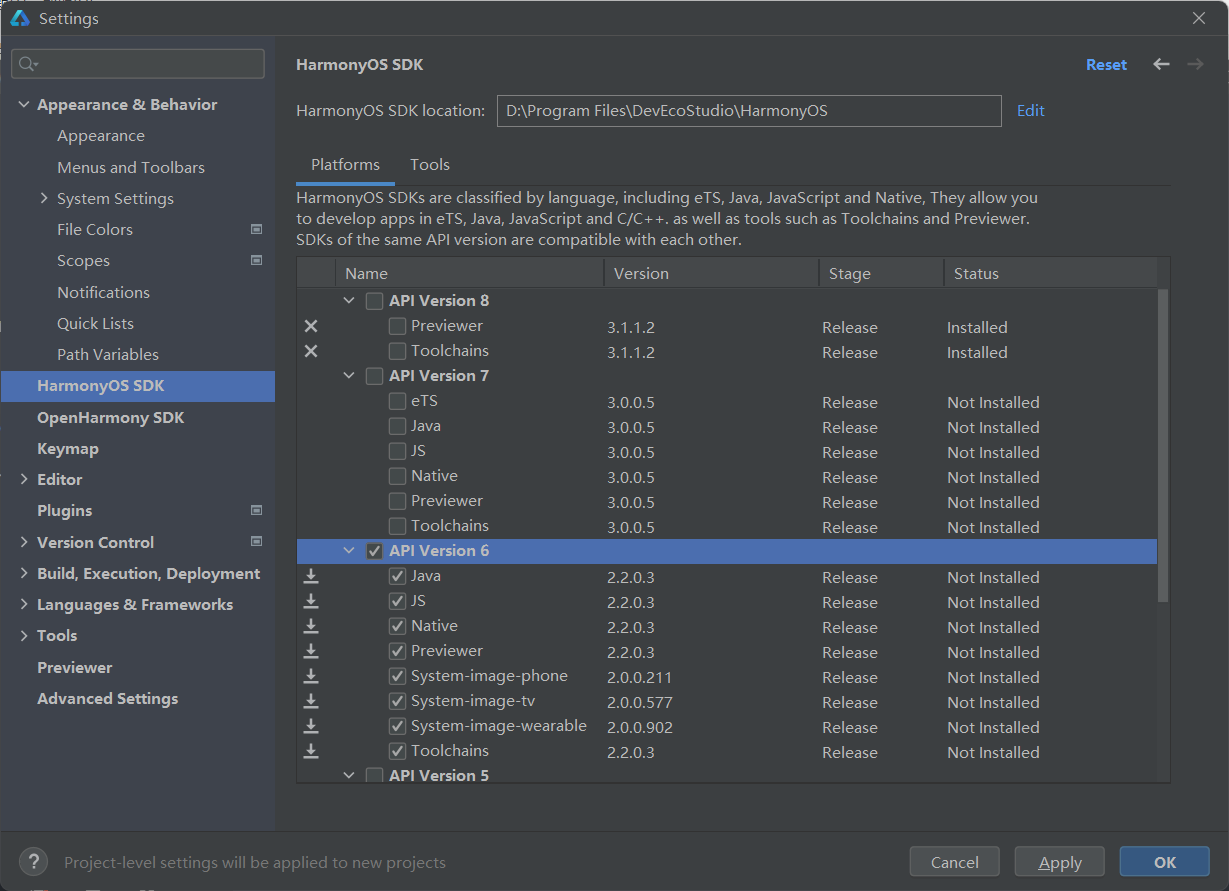 Settings
HarmonyOS SDK
Reset
Appearance & Behavior
Appearance
Menus and Toolbars
System Settings
File Colors
Scopes
Notifications
Quick Lists
Path Variables
HarmonyOS SDK
OpenHarmony SDK
Keymap
Editor
Plugins
Version Control
Build, Execution, Deployment
Languages & Frameworks
Tools
Previewer
Advanced Settings
HarmonyOS SDK location: D:\Program Files\DevEcoStudio\HarmonyOS Edit
Platforms Tools
HarmonyOS SDKs are classified by language, including eTS, Java, JavaScript and Native, They allow you
to develop apps in eTS, Java, JavaScript and C/C++. as well as tools such as Toolchains and Previewer.
SDKs of the same API version are compatible with each other.
Name Version Stage Status
API Version 8
Previewer 3.1.1.2 Release Installed
Toolchains 3.1.1.2 Release Installed
API Version 7
eTS 3.0.0.5 Release Not Installed
Java 3.0.0.5 Release Not Installed
JS 3.0.0.5 Release Not Installed
Native 3.0.0.5 Release Not Installed
Previewer 3.0.0.5 Release Not Installed
Toolchains 3.0.0.5 Release Not Installed
API Version 6
Java 2.2.0.3 Release Not Installed
JS 2.2.0.3 Release Not Installed
Native 2.2.0.3 Release Not Installed
Previewer 2.2.0.3 Release Not Installed
System-image-phone 2.0.0.211 Release Not Installed
System-image-tv 2.0.0.577 Release Not Installed
System-image-wearable 2.0.0.902 Release Not Installed
Toolchains 2.2.0.3 Release Not Installed
API Version 5
? Project-level settings will be applied to new projects
Cancel Apply OK